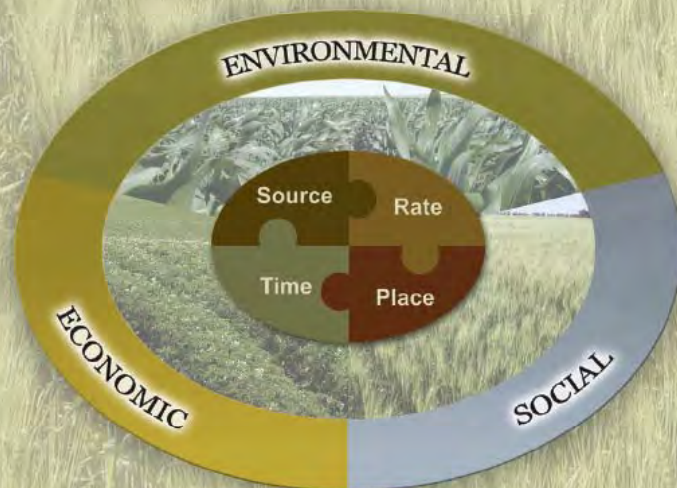 ENVIRONMENTAL
Source
Rate
Time
Place
ECONOMIC
SOCIAL